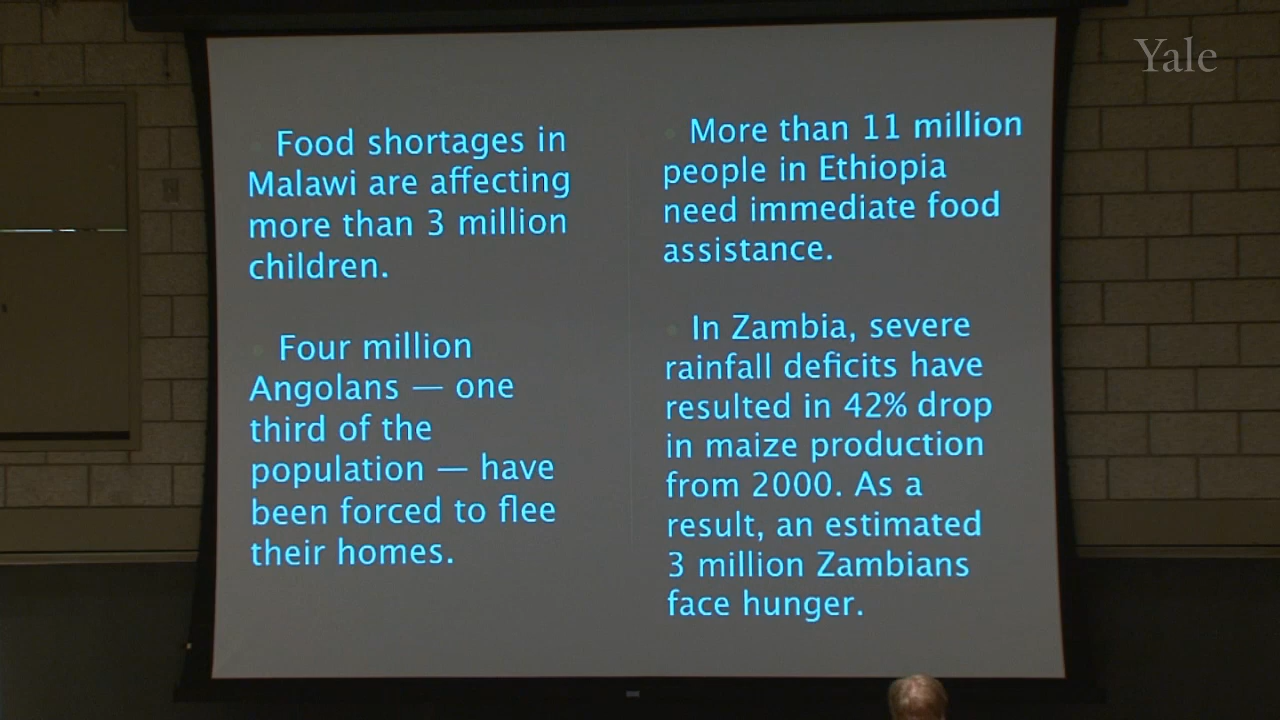 Yale
Food shortages in
Malawi are affecting
more than 3 million
children.
Four million
Angolans — one
third of the
population — have
been forced to flee
their homes.
More than 11 million
people in Ethiopia
need immediate food
assistance.
In Zambia, severe
rainfall deficits have
resulted in 42% drop
in maize production
from 2000. As a
result, an estimated
3 million Zambians
face hunger.